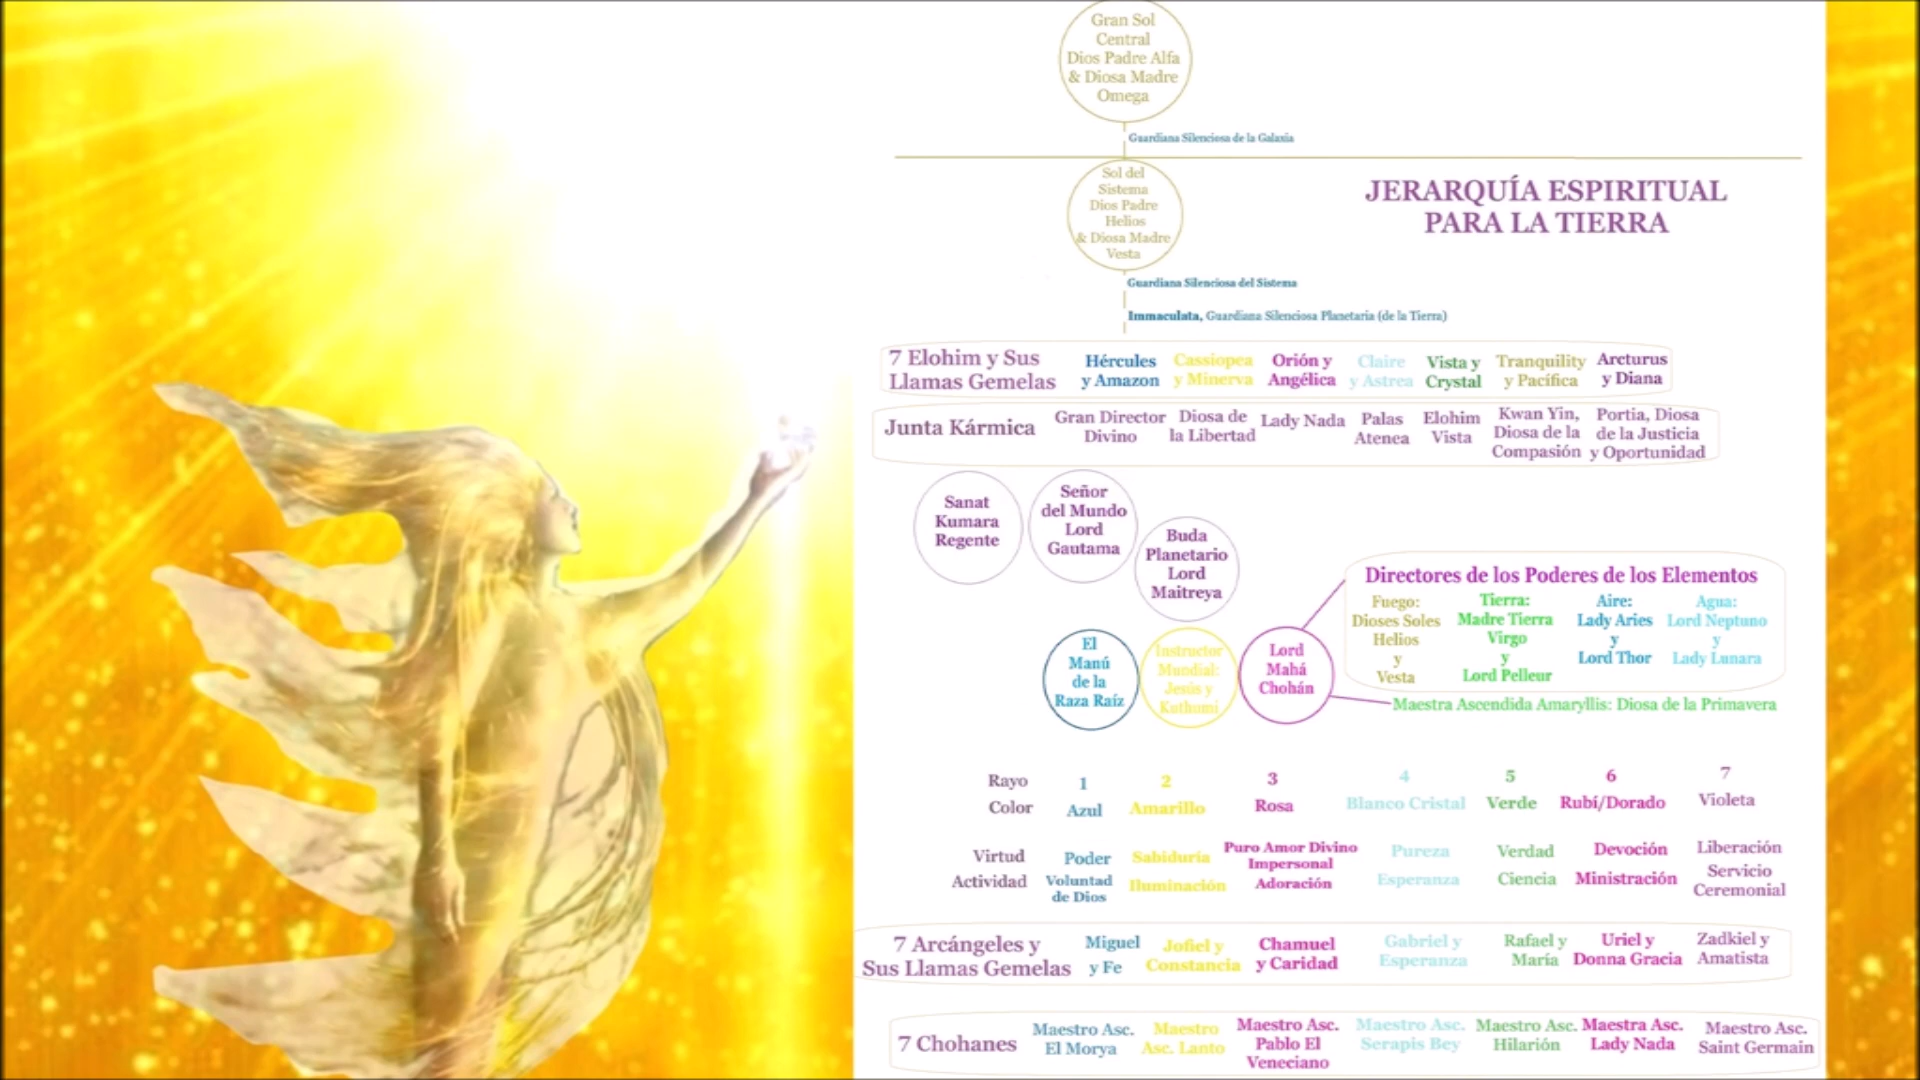 Gran Sol
Central
Dios Padre Alfa
& Diosa Madre
Omega
Guardiana Silenciosa de la Galaxia
Sol del
Sistema
Dios Padre
Helios
& Diosa Madre
Vesta
JERARQUÍA ESPIRITUAL
PARA LA TIERRA
Guardiana Silenciosa del Sistema
Immaculata, Guardiana Silenciosa Planetaria (de la Tierra)
7 Elohim y Sus
Llamas Gemelas
Hércules
y Amazon
Cassiopea
y Minerva
Orión y
Angélica
Claire
y Astrea
Vista y
Crystal
Tranquility
y Pacífica
Arcturus
y Diana
Junta Kármica
Gran Director
Divino
Diosa de
la Libertad
Lady Nada
Palas
Atenea
Elohim
Vista
Kwan Yin,
Diosa de la
Compasión
Portia, Diosa
de la Justicia
y Oportunidad
Sanat
Kumara
Regente
Señor
del Mundo
Lord
Gautama
Buda
Planetario
Lord
Maitreya
El
Manú
de la
Raza Raíz
Instructor
Mundial:
Jesús y
Kuthumi
Lord
Mahá
Chohán
Directores de los Poderes de los Elementos
Fuego:
Dioses Soles
Helios
y
Vesta
Tierra:
Madre Tierra
Virgo
y
Lord Pelleur
Aire:
Lady Aries
y
Lord Thor
Agua:
Lord Neptuno
y
Lady Lunara
Maestra Ascendida Amaryllis: Diosa de la Primavera
Rayo 1 2 3 4 5 6 7
Color Azul Amarillo Rosa Blanco Cristal Verde Rubí/Dorado Violeta
Virtud
Poder
Sabiduría
Puro Amor Divino
Impersonal
Pureza
Verdad
Devoción
Liberación
Actividad
Voluntad
de Dios
Iluminación
Adoración
Esperanza
Ciencia
Ministración
Servicio
Ceremonial
7 Arcángeles y
Sus Llamas Gemelas
Miguel
y Fe
Jofiel y
Constancia
Chamuel
y Caridad
Gabriel y
Esperanza
Rafael y
María
Uriel y
Donna Gracia
Zadkiel y
Amatista
7 Chohanes
Maestro Asc.
El Morya
Maestro
Asc. Lanto
Maestro Asc.
Pablo El
Veneciano
Maestro Asc.
Serapis Bey
Maestro Asc.
Hilarión
Maestra Asc.
Lady Nada
Maestro Asc.
Saint Germain